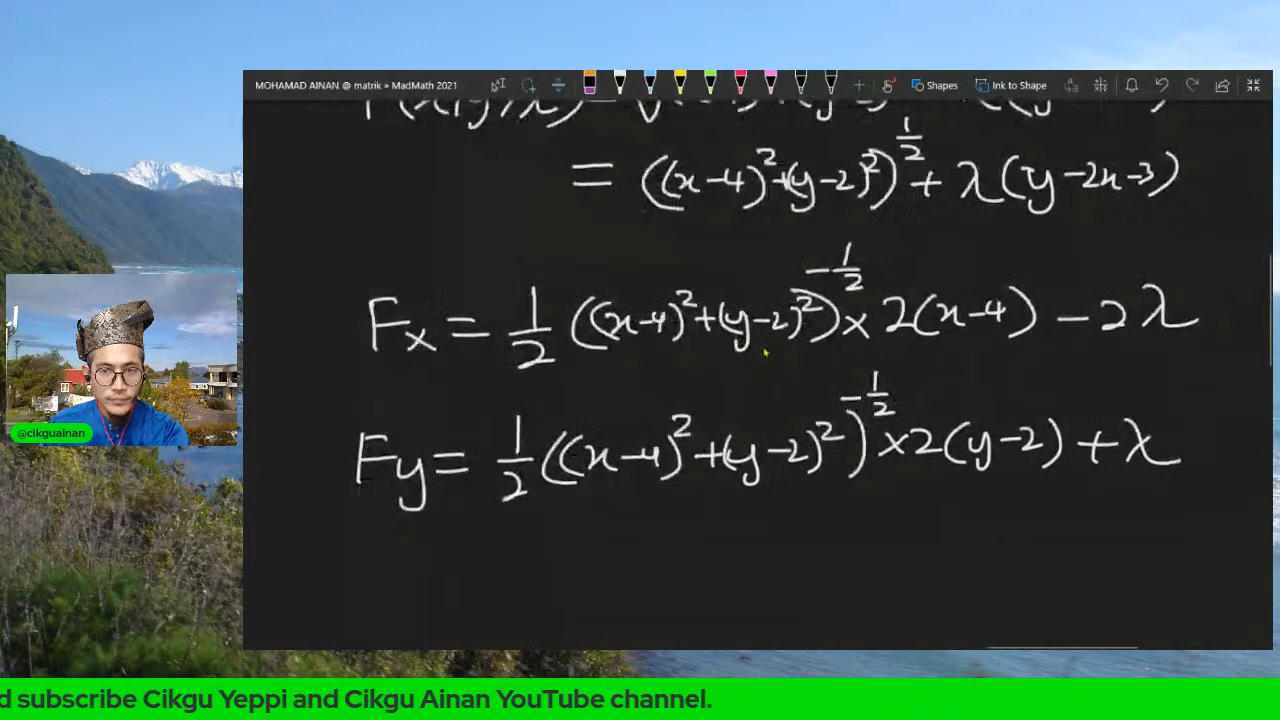 MOHAMAD AINAN @ matrik » MadMath 2021
Shapes
Ink to Shape
= ((x-4)²+(y-2)²)^{1/2} + λ(y-2x-3)
Fx = 1/2 ((x-4)²+(y-2)²)^{-1/2} × 2(x-4) - 2λ
Fy = 1/2 ((x-4)²+(y-2)²)^{-1/2} × 2(y-2) + λ
@cikguainan
d subscribe Cikgu Yeppi and Cikgu Ainan YouTube channel.